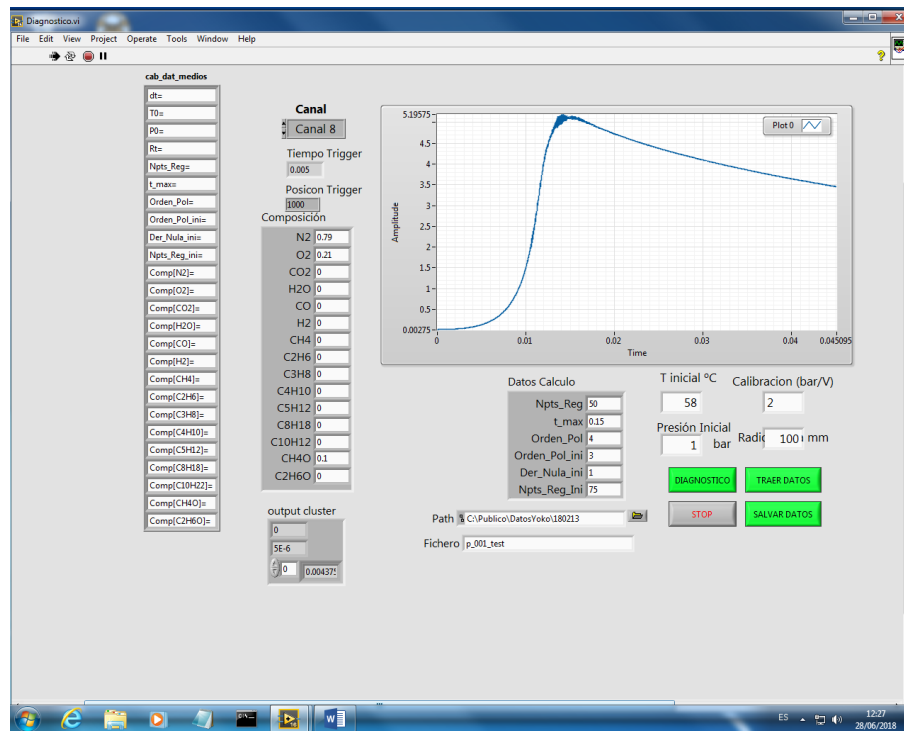 Diagnostico.vi
File Edit View Project Operate Tools Window Help
cab_dat_medios
dt=
T0=
P0=
Rt=
Npts_Reg=
t_max=
Orden_Pol=
Orden_Pol_ini=
Der_Nula_ini=
Npts_Reg_ini=
Comp[N2]=
Comp[O2]=
Comp[CO2]=
Comp[H2O]=
Comp[CO]=
Comp[H2]=
Comp[CH4]=
Comp[C2H6]=
Comp[C3H8]=
Comp[C4H10]=
Comp[C5H12]=
Comp[C8H18]=
Comp[C10H22]=
Comp[CH4O]=
Comp[C2H6O]=
Canal
Canal 8
Tiempo Trigger
0.005
Posicon Trigger
1000
Composición
N2 0.79
O2 0.21
CO2 0
H2O 0
CO 0
H2 0
CH4 0
C2H6 0
C3H8 0
C4H10 0
C5H12 0
C8H18 0
C10H12 0
CH4O 0.1
C2H6O 0
output cluster
0
5E-6
0 0.004375
Plot 0
Amplitude
5.19575
4.5
4
3.5
3
2.5
2
1.5
1
0.5
0.00275
0 0.01 0.02 0.03 0.04 0.045095
Time
Datos Calculo
Npts_Reg 50
t_max 0.15
Orden_Pol 4
Orden_Pol_ini 3
Der_Nula_ini 1
Npts_Reg_Ini 75
T inicial ºC
58
Calibracion (bar/V)
2
Presión Inicial
1 bar
Radio 100 mm
DIAGNOSTICO
TRAER DATOS
STOP
SALVAR DATOS
Path C:\Publico\DatosYoko\180213
Fichero p_001_test
ES
12:27
28/06/2018